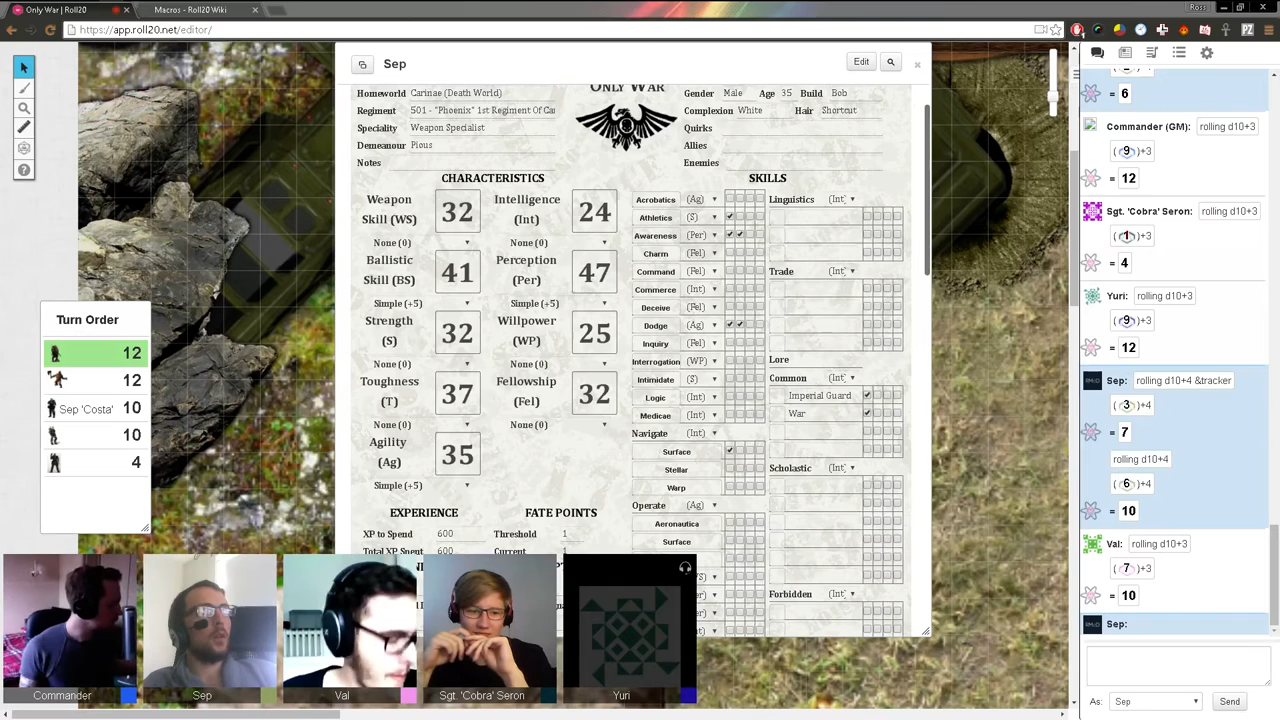 Only War | Roll20
Macros - Roll20 Wiki
Ross
https://app.roll20.net/editor/
Sep
Edit
Homeworld Carinae (Death World)
Regiment 501 - "Phoenix" 1st Regiment Of Car
Speciality Weapon Specialist
Demeanour Pious
Notes
ONLY WAR
Gender Male Age 35 Build Bob
Complexion White Hair Shortcut
Quirks
Allies
Enemies
CHARACTERISTICS
Weapon Skill (WS) 32
None (0)
Intelligence (Int) 24
None (0)
Ballistic Skill (BS) 41
Simple (+5)
Perception (Per) 47
Simple (+5)
Strength (S) 32
None (0)
Willpower (WP) 25
None (0)
Toughness (T) 37
None (0)
Fellowship (Fel) 32
None (0)
Agility (Ag) 35
Simple (+5)
EXPERIENCE
XP to Spend 600
Total XP Spent 600
FATE POINTS
Threshold 1
Current 1
SKILLS
Acrobatics (Ag)
Athletics (S)
Awareness (Per)
Charm (Fel)
Command (Fel)
Commerce (Int)
Deceive (Fel)
Dodge (Ag)
Inquiry (Fel)
Interrogation (WP)
Intimidate (S)
Logic (Int)
Medicae (Int)
Navigate (Int)
Surface
Stellar
Warp
Operate (Ag)
Aeronautica
Surface
Linguistics (Int)
Trade (Int)
Lore
Common (Int)
Imperial Guard
War
Scholastic (Int)
Forbidden (Int)
Turn Order
12
12
Sep 'Costa' 10
10
4
Commander
Sep
Val
Sgt. 'Cobra' Seron
Yuri
= 6
Commander (GM): rolling d10+3
(9)+3
= 12
Sgt. 'Cobra' Seron: rolling d10+3
(1)+3
= 4
Yuri: rolling d10+3
(9)+3
= 12
Sep: rolling d10+4 &tracker
(3)+4
= 7
rolling d10+4
(6)+4
= 10
Val: rolling d10+3
(7)+3
= 10
Sep:
As: Sep
Send